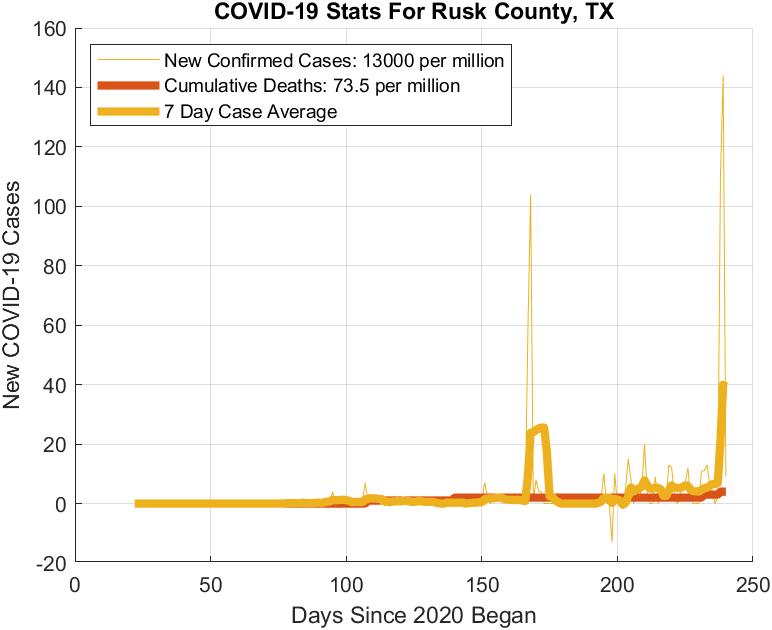 COVID-19 Stats For Rusk County, TX
New Confirmed Cases: 13000 per million
Cumulative Deaths: 73.5 per million
7 Day Case Average
New COVID-19 Cases
160
140
120
100
80
60
40
20
0
-20
0 50 100 150 200 250
Days Since 2020 Began